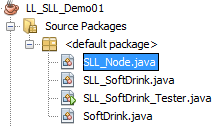 LL_SLL_Demo01
Source Packages
<default package>
SLL_Node.java
SLL_SoftDrink.java
SLL_SoftDrink_Tester.java
SoftDrink.java